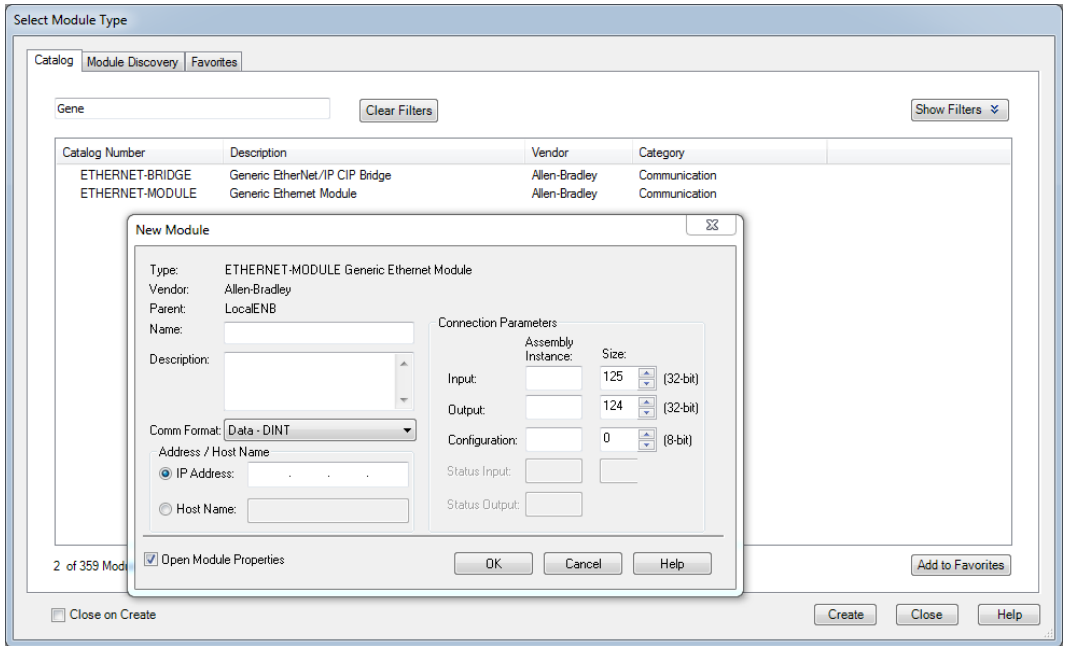 Select Module Type
Catalog Module Discovery Favorites
Gene Clear Filters Show Filters
Catalog Number Description Vendor Category
ETHERNET-BRIDGE Generic EtherNet/IP CIP Bridge Allen-Bradley Communication
ETHERNET-MODULE Generic Ethernet Module Allen-Bradley Communication
New Module
Type: ETHERNET-MODULE Generic Ethernet Module
Vendor: Allen-Bradley
Parent: LocalENB
Name:
Description:
Comm Format: Data - DINT
Address / Host Name
IP Address: . . .
Host Name:
Connection Parameters
Assembly
Instance: Size:
Input: 125 (32-bit)
Output: 124 (32-bit)
Configuration: 0 (8-bit)
Status Input:
Status Output:
Open Module Properties OK Cancel Help
2 of 359 Modu Add to Favorites
Close on Create Create Close Help